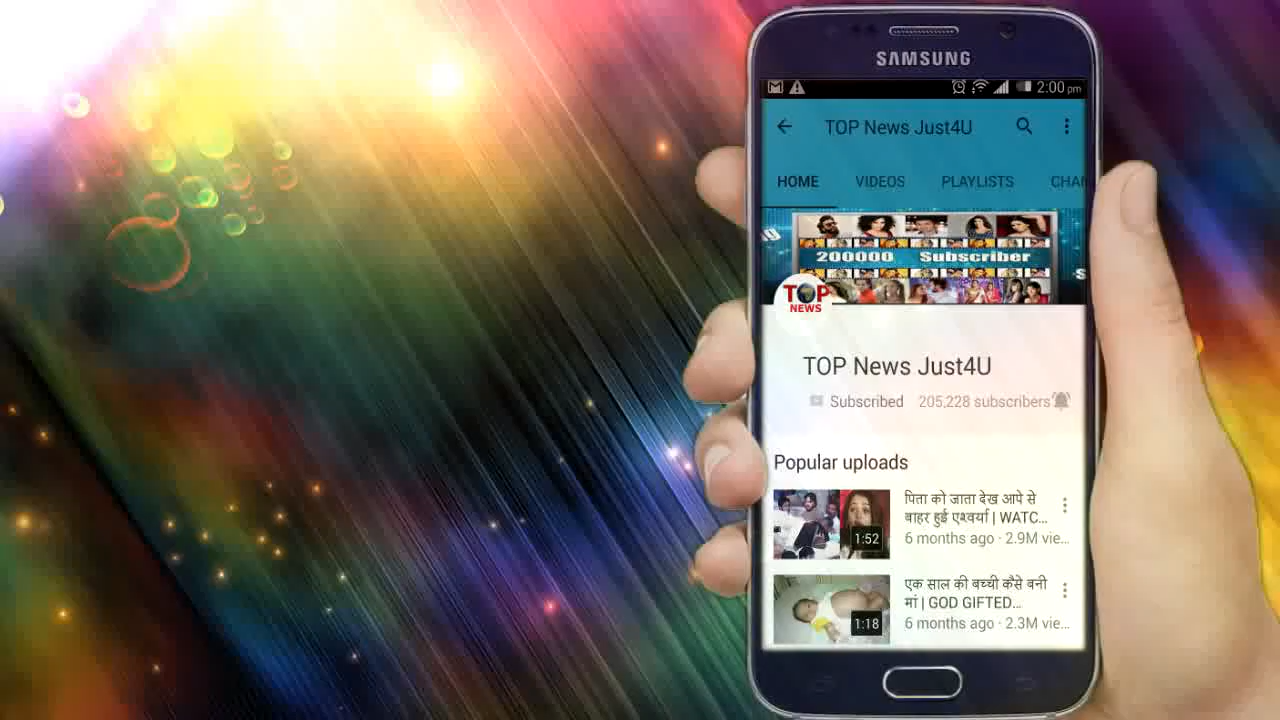 SAMSUNG
2:00 pm
TOP News Just4U
HOME VIDEOS PLAYLISTS CHAN
200000 Subscriber
TOP
NEWS
TOP News Just4U
Subscribed 205,228 subscribers
Popular uploads
पिता को जाता देख आपे से
बाहर हुई एश्वर्या | WATC...
6 months ago · 2.9M vie...
1:52
एक साल की बच्ची कैसे बनी
मां | GOD GIFTED...
6 months ago · 2.3M vie...
1:18